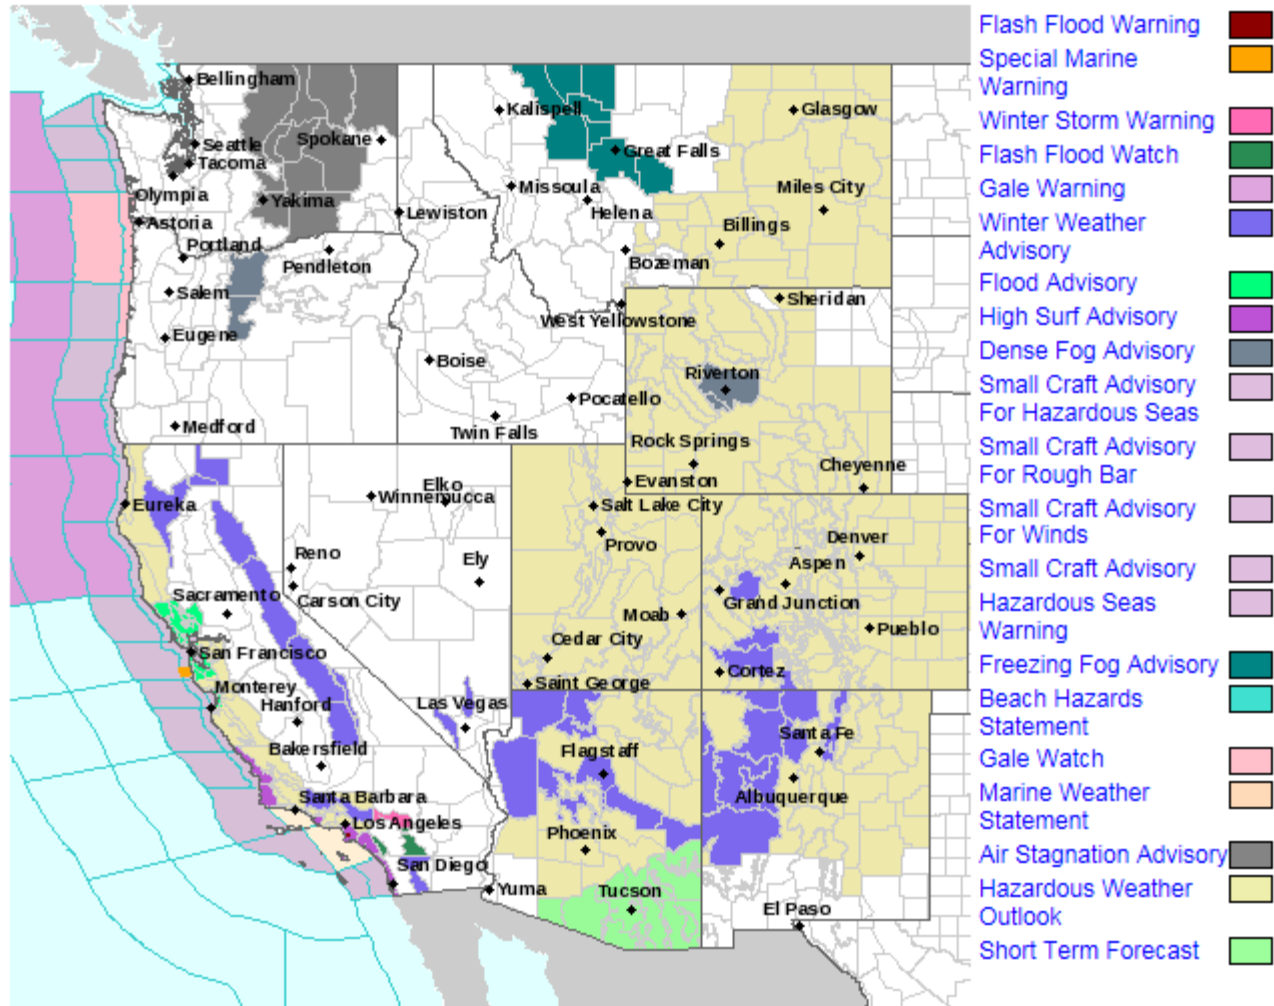 Bellingham
Seattle
Tacoma
Olympia
Spokane
Yakima
Astoria
Portland
Pendleton
Lewiston
Salem
Eugene
Medford
Kalispell
Great Falls
Missoula
Helena
Bozeman
Glasgow
Miles City
Billings
West Yellowstone
Sheridan
Boise
Pocatello
Twin Falls
Riverton
Rock Springs
Cheyenne
Evanston
Eureka
Winnemucca
Elko
Ely
Reno
Carson City
Sacramento
San Francisco
Monterey
Hanford
Bakersfield
Santa Barbara
Los Angeles
San Diego
Las Vegas
Salt Lake City
Provo
Moab
Cedar City
Saint George
Denver
Aspen
Grand Junction
Pueblo
Cortez
Flagstaff
Phoenix
Tucson
Yuma
Santa Fe
Albuquerque
El Paso
Flash Flood Warning
Special Marine
Warning
Winter Storm Warning
Flash Flood Watch
Gale Warning
Winter Weather
Advisory
Flood Advisory
High Surf Advisory
Dense Fog Advisory
Small Craft Advisory
For Hazardous Seas
Small Craft Advisory
For Rough Bar
Small Craft Advisory
For Winds
Small Craft Advisory
Hazardous Seas
Warning
Freezing Fog Advisory
Beach Hazards
Statement
Gale Watch
Marine Weather
Statement
Air Stagnation Advisory
Hazardous Weather
Outlook
Short Term Forecast